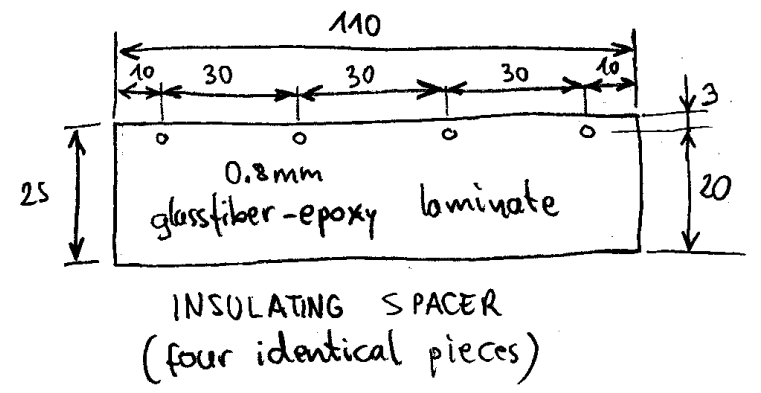 110
10 30 30 30 10
3
25
20
0.8mm
glassfiber-epoxy laminate
INSULATING SPACER
(four identical pieces)